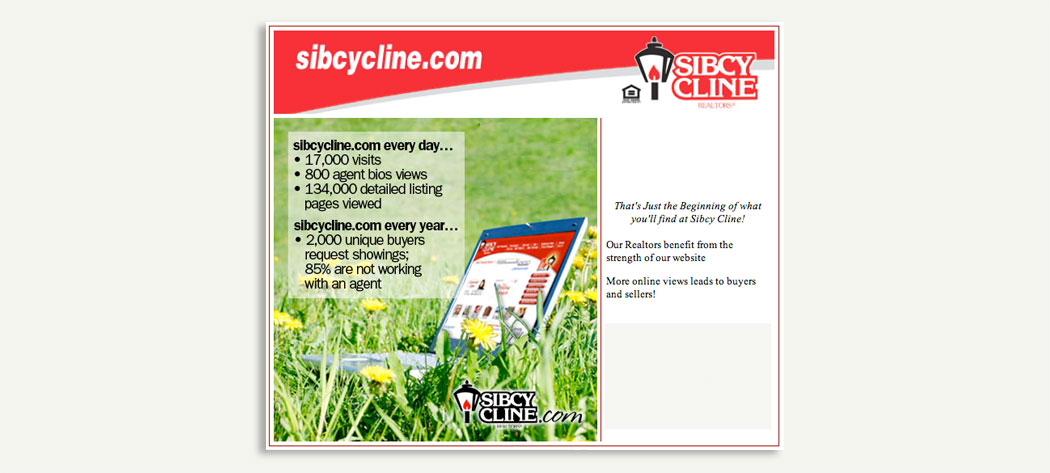 sibcycline.com
SIBCY
CLINE
REALTORS®
sibcycline.com every day…
• 17,000 visits
• 800 agent bios views
• 134,000 detailed listing
pages viewed
sibcycline.com every year…
• 2,000 unique buyers
request showings;
85% are not working
with an agent
SIBCY
CLINE.com
REALTORS®
That's Just the Beginning of what
you'll find at Sibcy Cline!
Our Realtors benefit from the
strength of our website
More online views leads to buyers
and sellers!